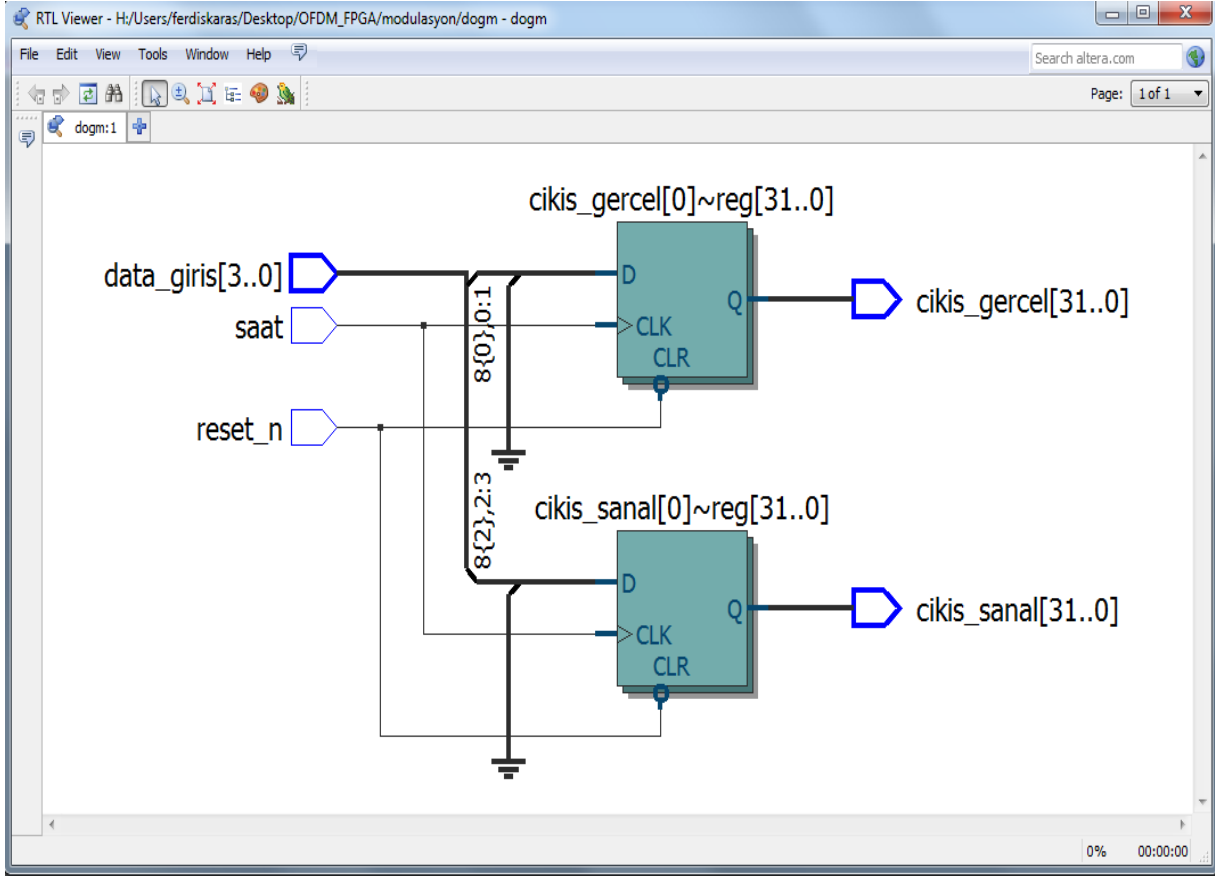 RTL Viewer - H:/Users/ferdiskaras/Desktop/OFDM_FPGA/modulasyon/dogm - dogm
File Edit View Tools Window Help
Search altera.com
Page: 1 of 1
dogm:1
cikis_gercel[0]~reg[31..0]
data_giris[3..0]
D
Q
cikis_gercel[31..0]
saat
8{0},0:1
CLK
CLR
reset_n
8{2},2:3
cikis_sanal[0]~reg[31..0]
D
Q
cikis_sanal[31..0]
CLK
CLR
0% 00:00:00